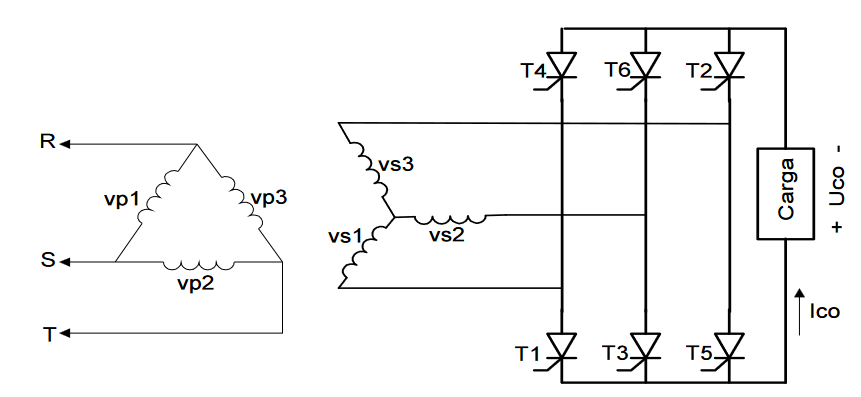 T4 T6 T2
R
vs3
vp1 vp3
Carga
Uco
+ -
vs1 vs2
S
vp2
Ico
T
T1 T3 T5